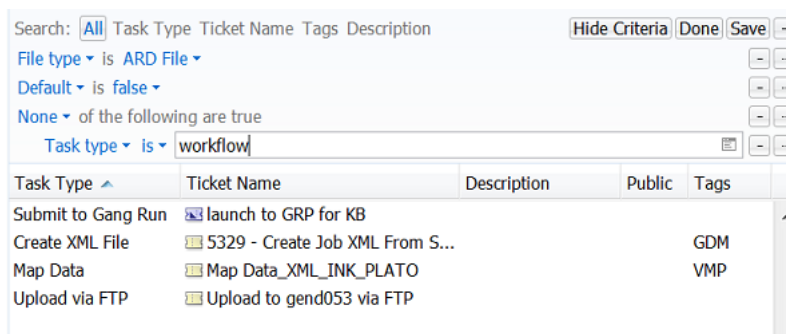 Search: All Task Type Ticket Name Tags Description Hide Criteria Done Save -
File type is ARD File -
Default is false -
None of the following are true -
Task type is workflow -
Task Type Ticket Name Description Public Tags
Submit to Gang Run launch to GRP for KB
Create XML File 5329 - Create Job XML From S... GDM
Map Data Map Data_XML_INK_PLATO VMP
Upload via FTP Upload to gend053 via FTP